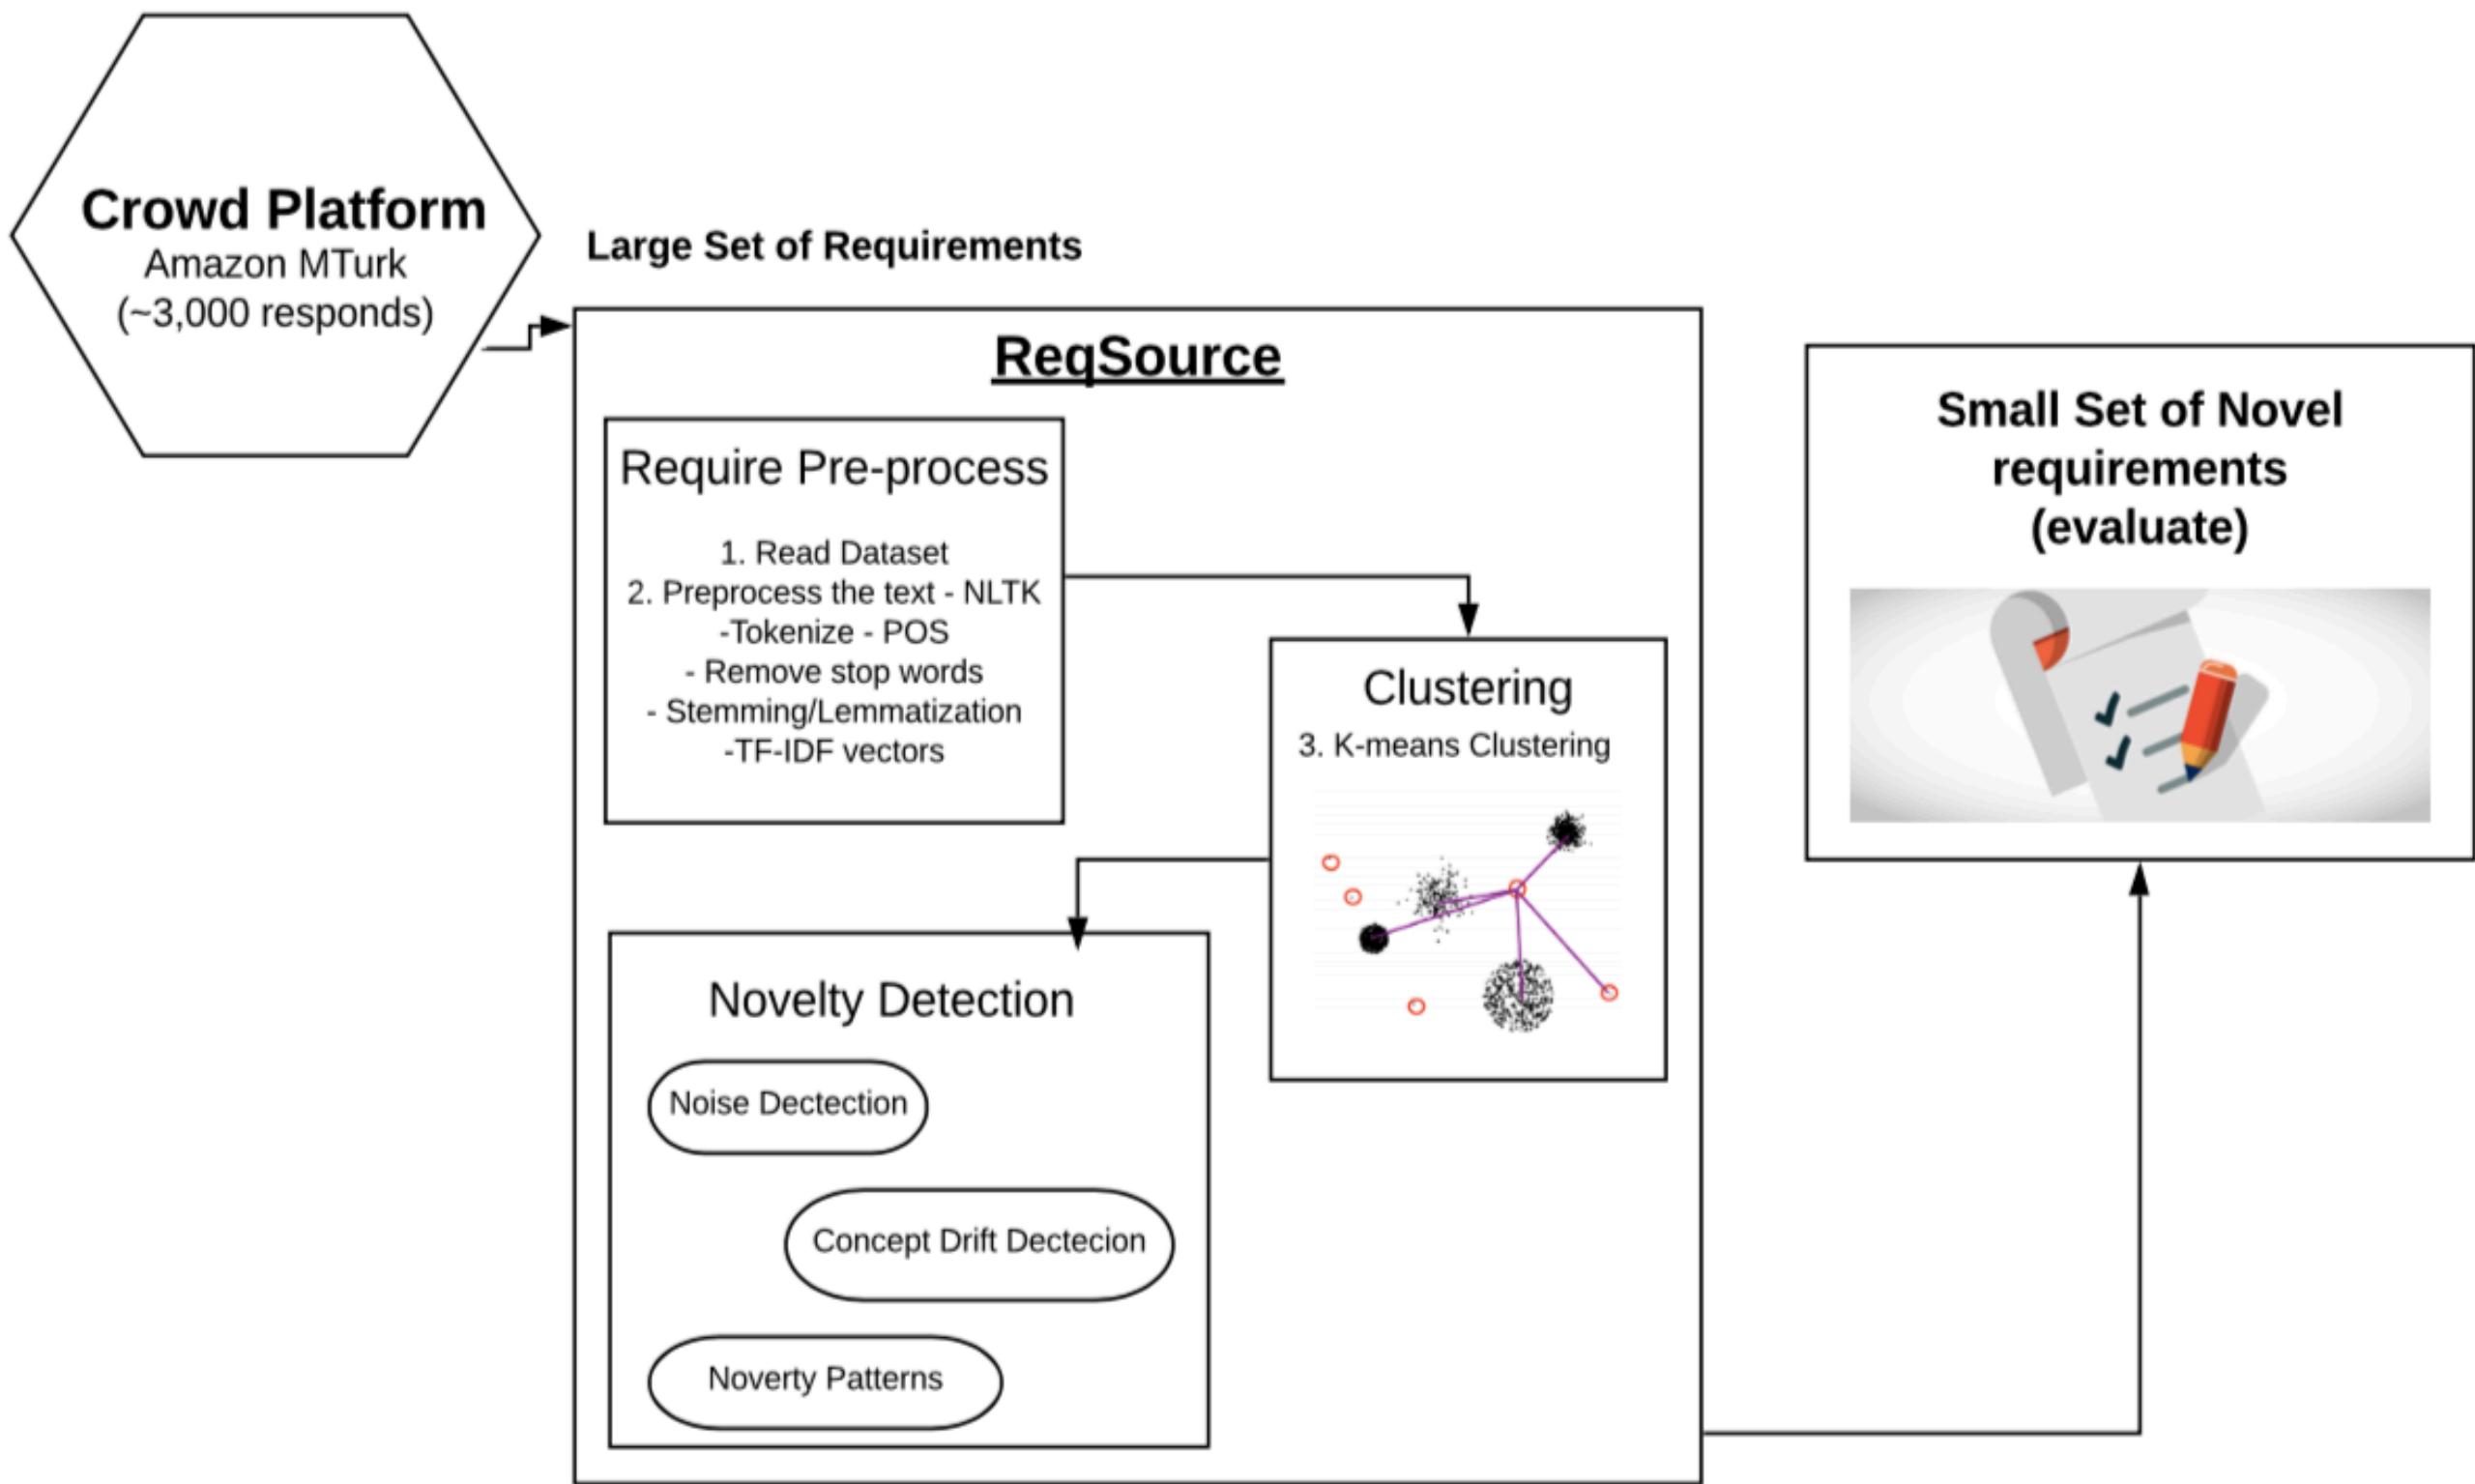 Crowd Platform
Amazon MTurk
(~3,000 responds)
Large Set of Requirements
ReqSource
Require Pre-process
1. Read Dataset
2. Preprocess the text - NLTK
-Tokenize - POS
- Remove stop words
- Stemming/Lemmatization
-TF-IDF vectors
Clustering
3. K-means Clustering
Novelty Detection
Noise Dectection
Concept Drift Dectecion
Noverty Patterns
Small Set of Novel
requirements
(evaluate)